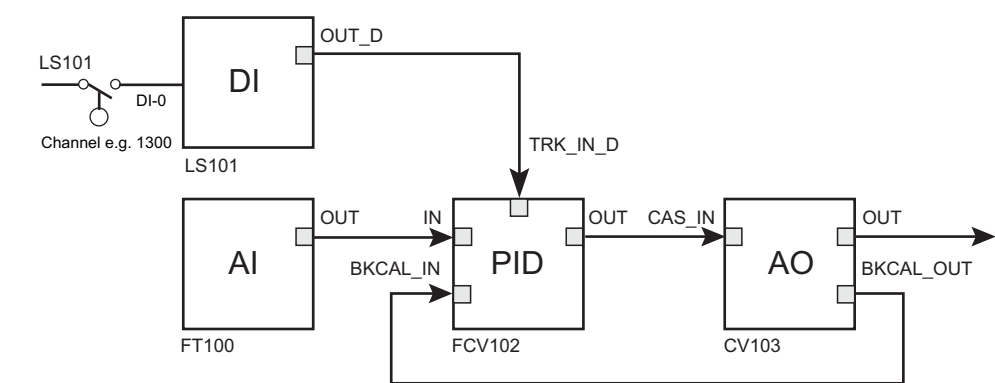 OUT_D
LS101
DI
DI-0
Channel e.g. 1300
LS101
TRK_IN_D
OUT
IN
OUT
CAS_IN
OUT
AI
BKCAL_IN
PID
AO
BKCAL_OUT
FT100
FCV102
CV103